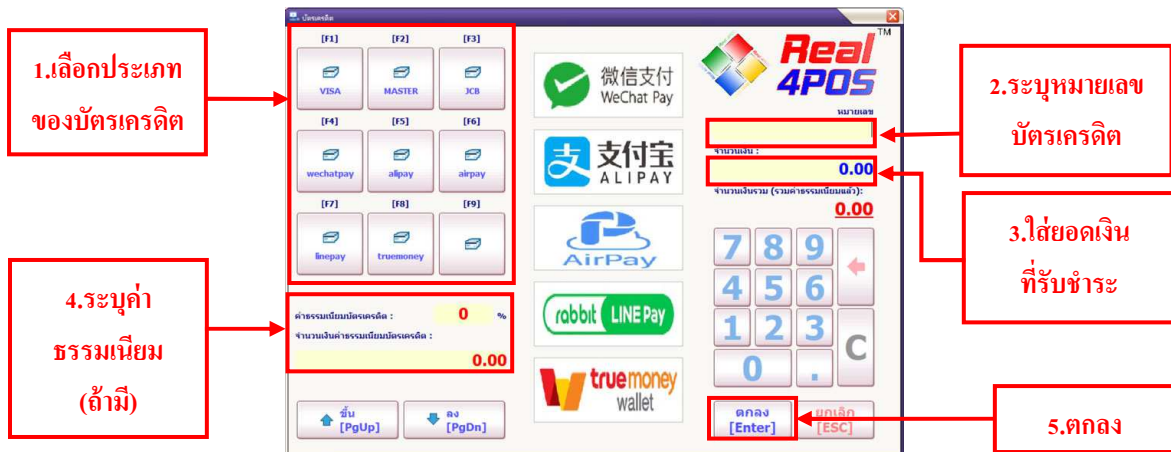 บัตรเครดิต
1.เลือกประเภท
ของบัตรเครดิต
[F1] [F2] [F3]
VISA MASTER JCB
[F4] [F5] [F6]
wechatpay alipay airpay
[F7] [F8] [F9]
linepay truemoney
4.ระบุค่า
ธรรมเนียม
(ถ้ามี)
ค่าธรรมเนียมบัตรเครดิต : 0 %
จำนวนเงินค่าธรรมเนียมบัตรเครดิต :
0.00
ขึ้น
[PgUp]
ลง
[PgDn]
微信支付
WeChat Pay
支 支付宝
ALIPAY
AirPay
rabbit LINE Pay
truemoney
wallet
Real TM
4POS
หมายเลข
จำนวนเงิน :
0.00
จำนวนเงินรวม (รวมค่าธรรมเนียมแล้ว):
0.00
7 8 9
4 5 6
1 2 3 C
0 .
ตกลง
[Enter]
ยกเลิก
[ESC]
2.ระบุหมายเลข
บัตรเครดิต
3.ใส่ยอดเงิน
ที่รับชำระ
5.ตกลง